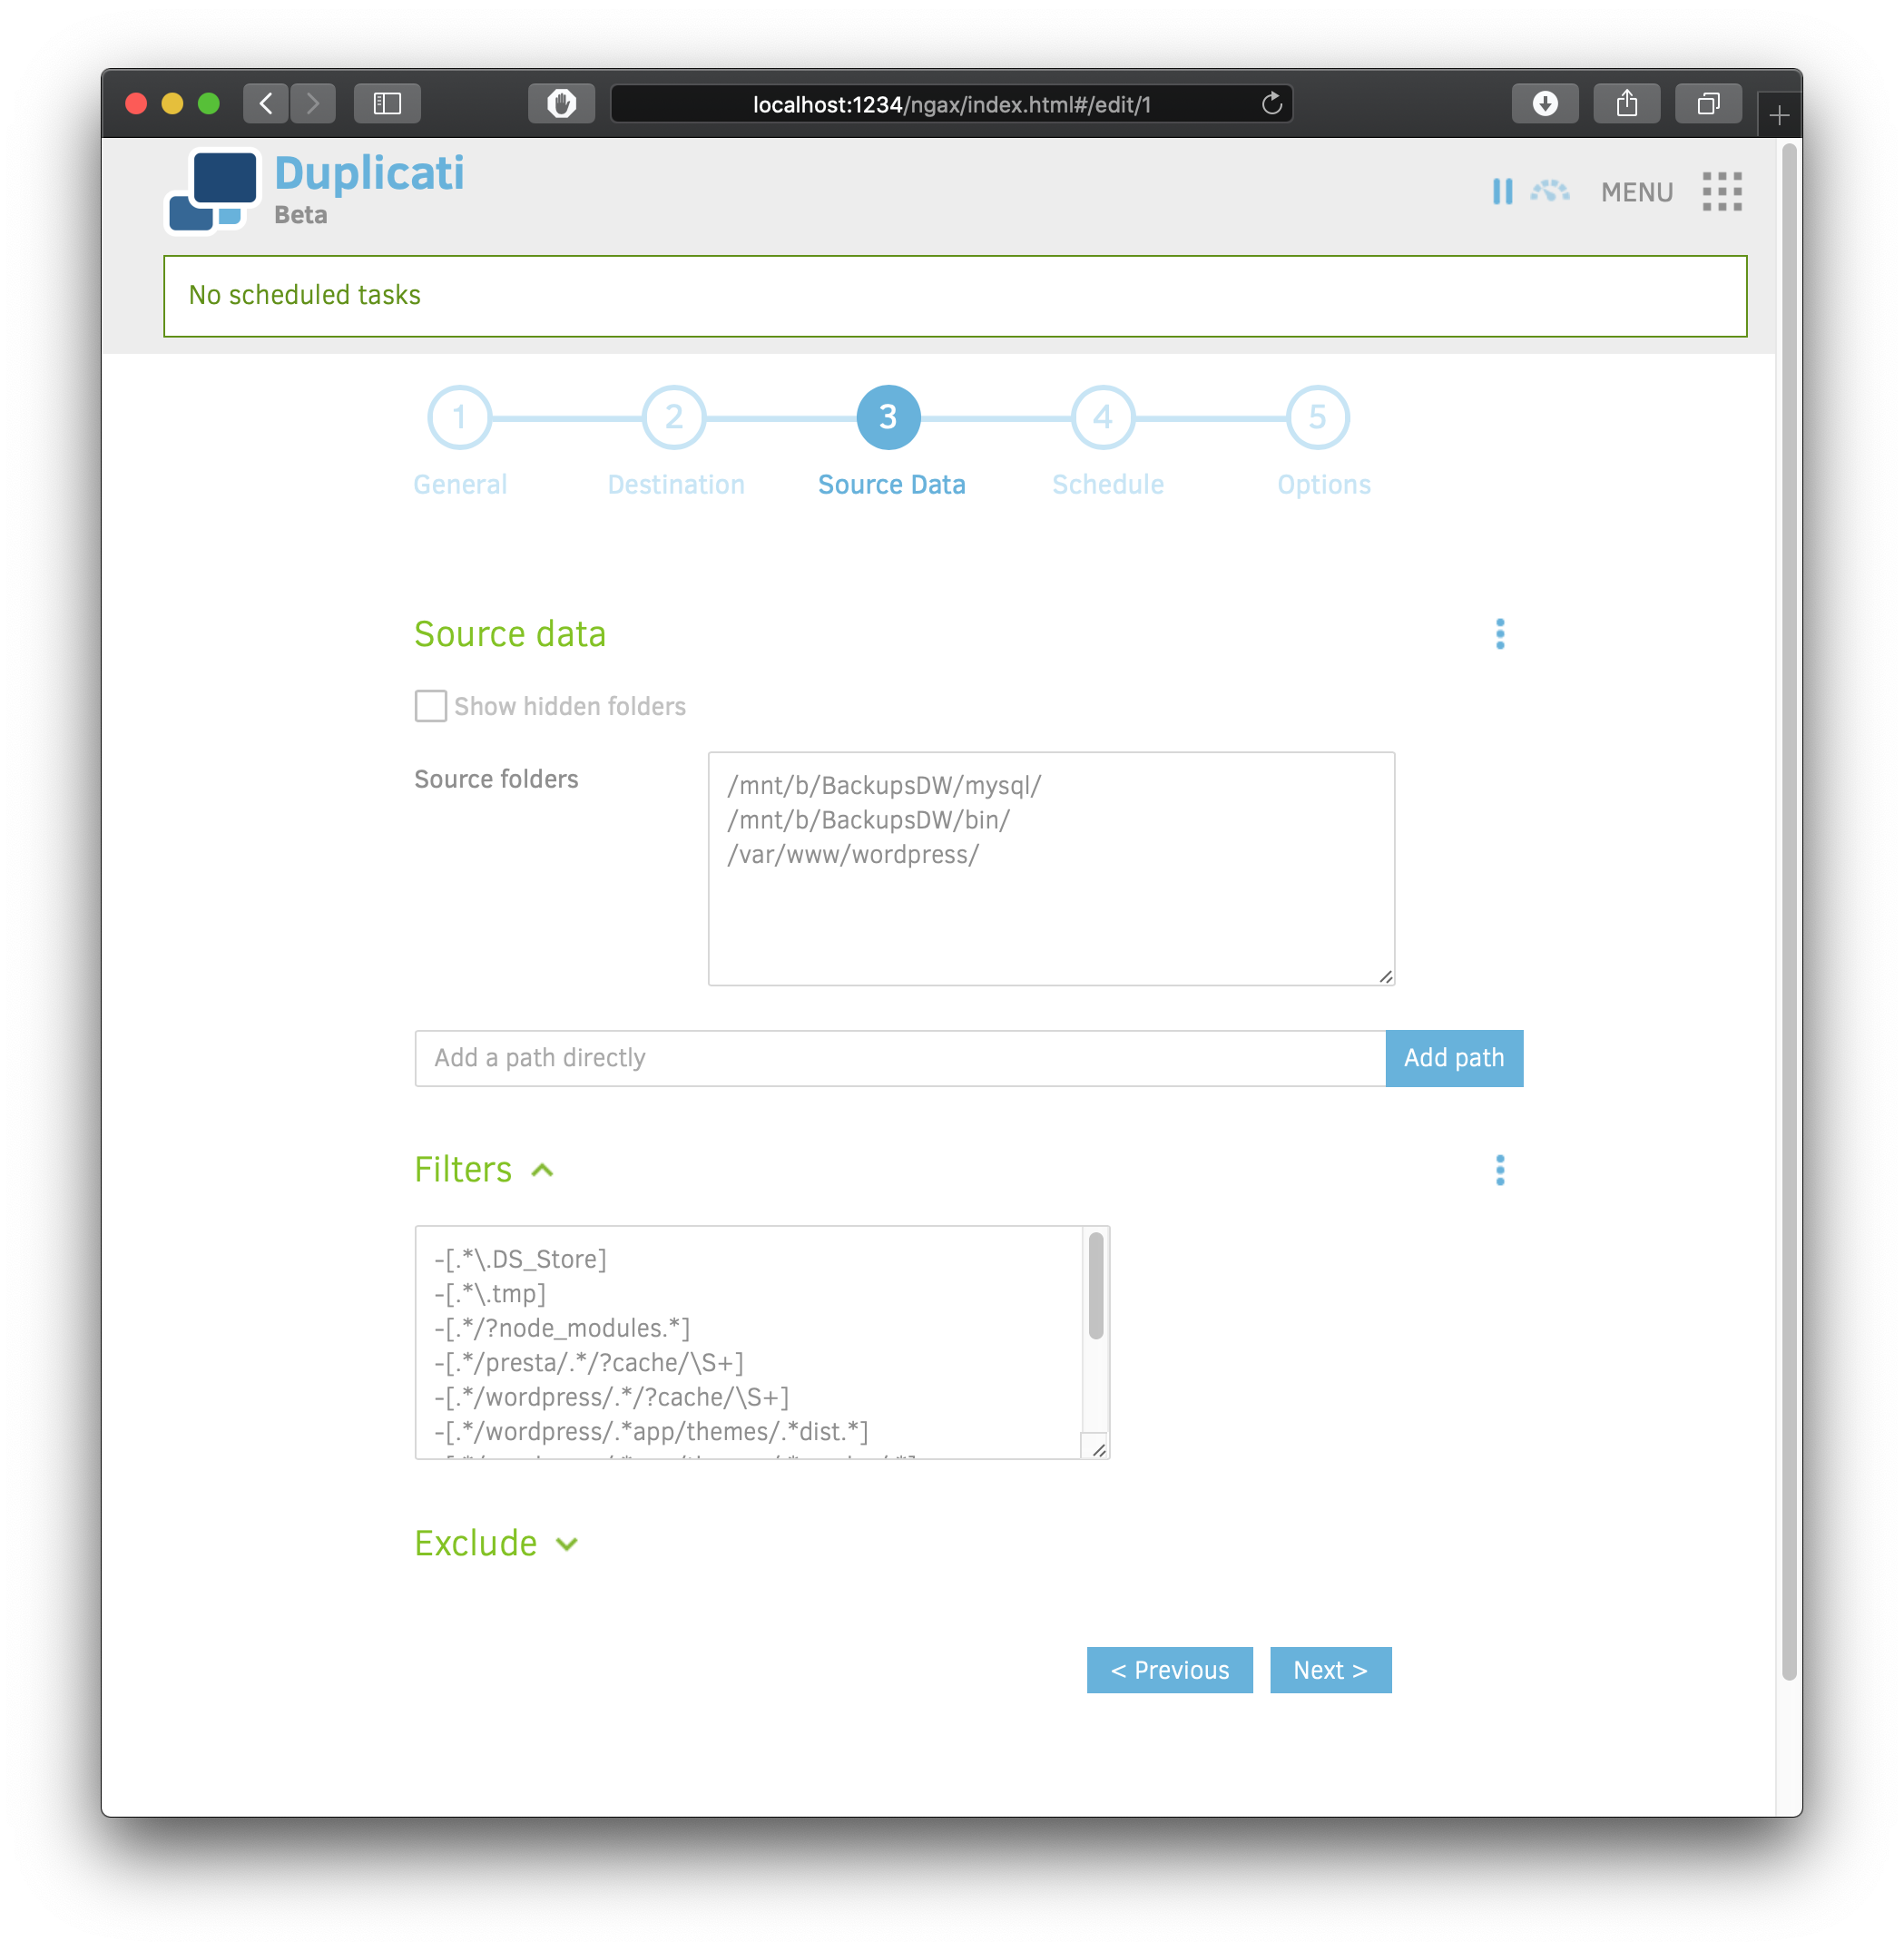 localhost:1234/ngax/index.html#/edit/1
Duplicati
Beta
MENU
No scheduled tasks
1 2 3 4 5
General Destination Source Data Schedule Options
Source data
Show hidden folders
Source folders
/mnt/b/BackupsDW/mysql/
/mnt/b/BackupsDW/bin/
/var/www/wordpress/
Add a path directly
Add path
Filters
-[.*\.DS_Store]
-[.*\.tmp]
-[.*/?node_modules.*]
-[.*/presta/.*/?cache/\S+]
-[.*/wordpress/.*/?cache/\S+]
-[.*/wordpress/.*app/themes/.*dist.*]
Exclude
< Previous
Next >